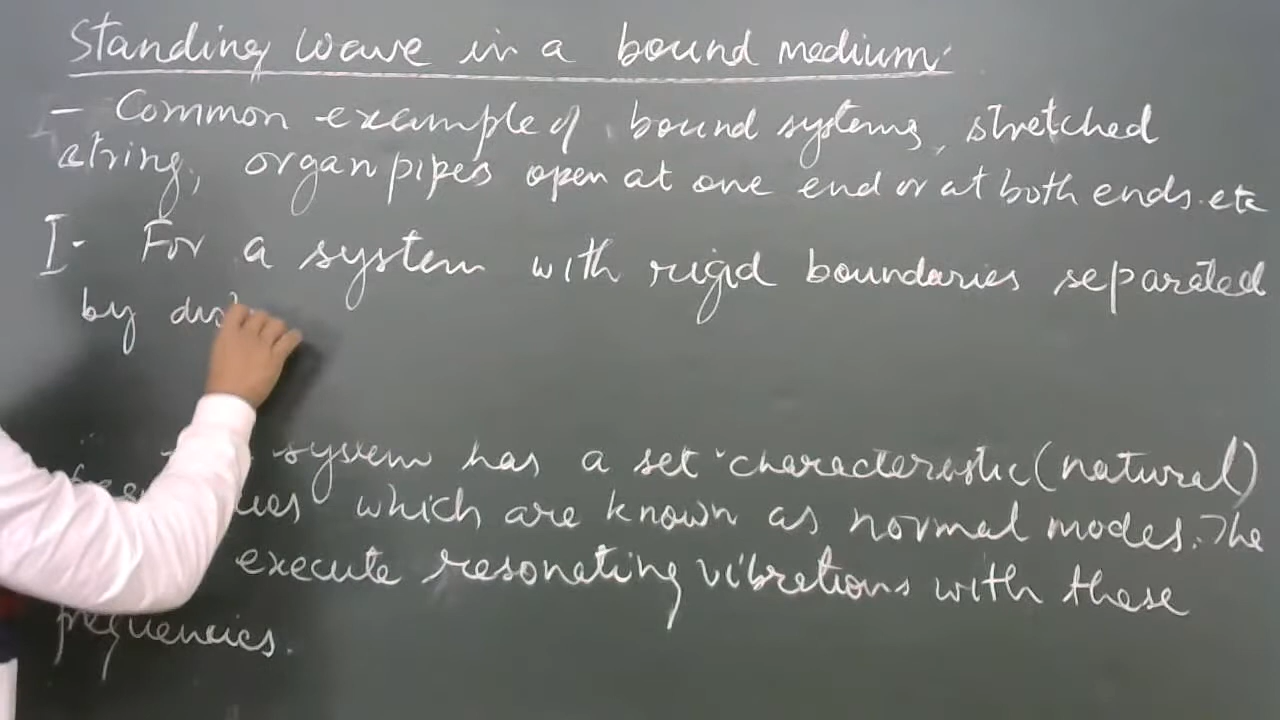 Standing wave in a bound medium.
- Common example of bound systems, stretched
string, organ pipes open at one end or at both ends. etc
I- For a system with rigid boundaries separated
by
system has a set characteristic (natural)
which are known as normal modes. The
execute resonating vibrations with these
frequencies.